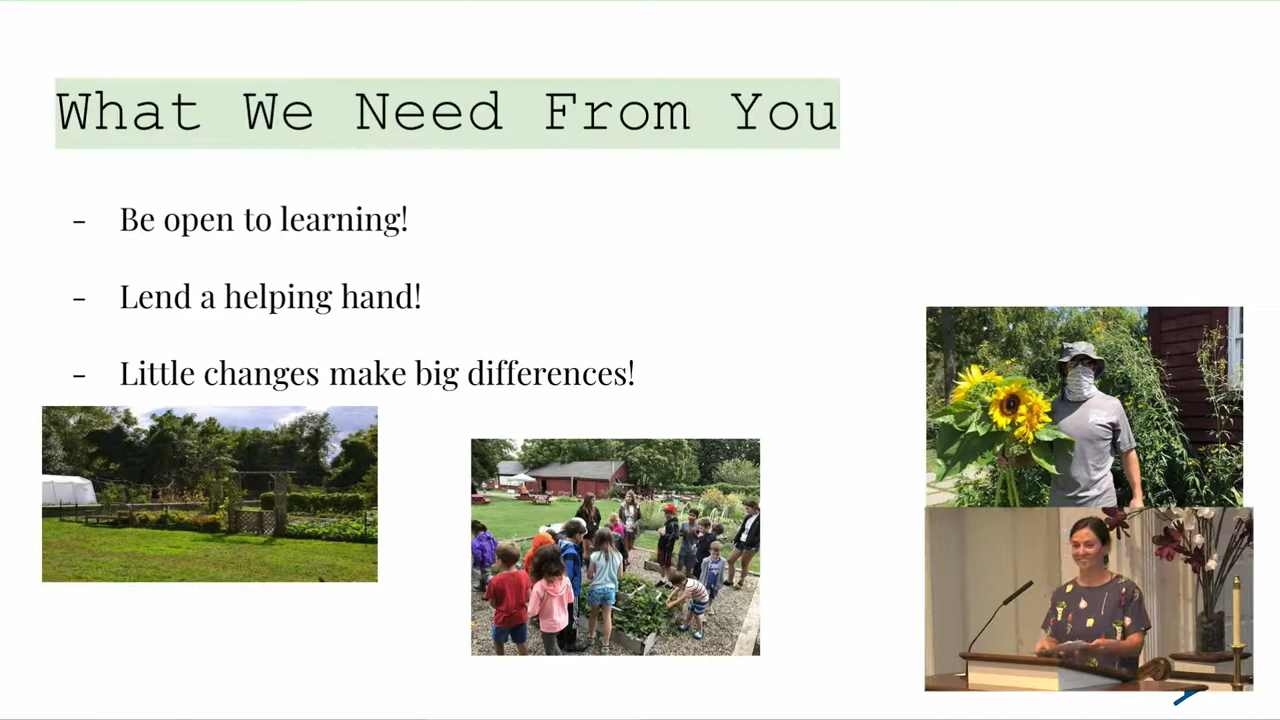 What We Need From You
- Be open to learning!
- Lend a helping hand!
- Little changes make big differences!